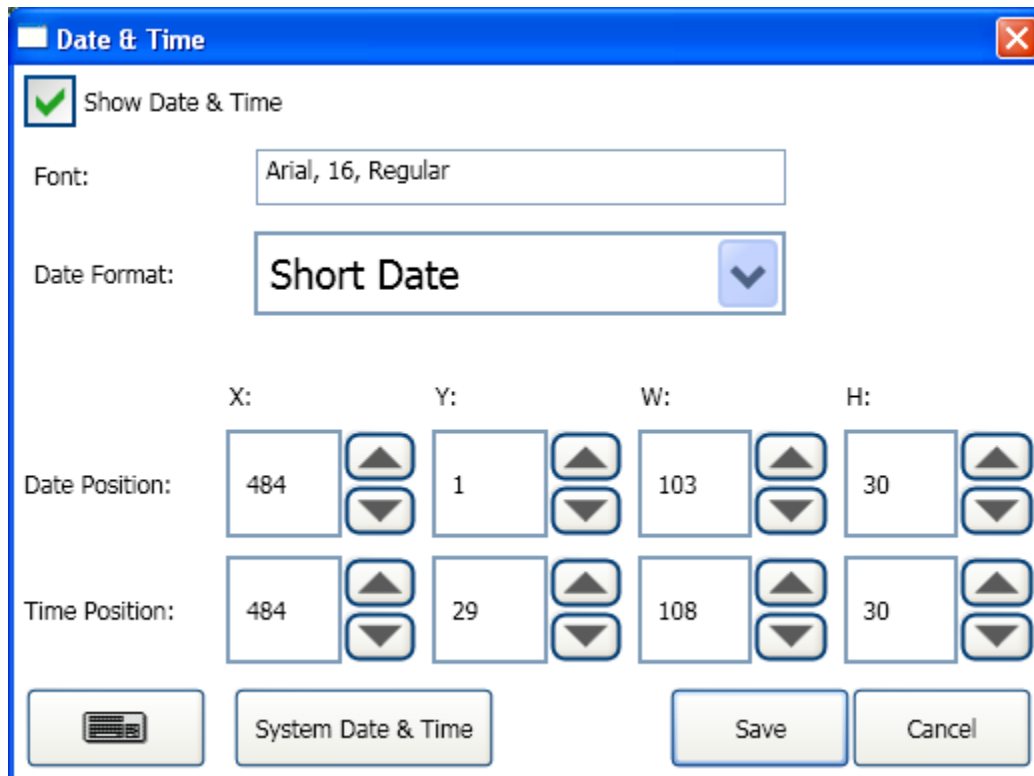 Date & Time
Show Date & Time
Font: Arial, 16, Regular
Date Format: Short Date
X: Y: W: H:
Date Position: 484 1 103 30
Time Position: 484 29 108 30
System Date & Time Save Cancel